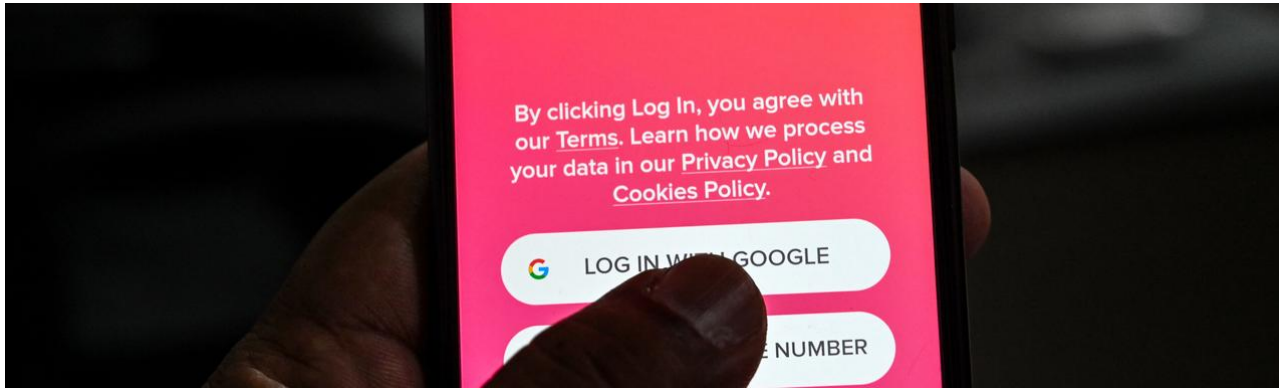 By clicking Log In, you agree with
our Terms. Learn how we process
your data in our Privacy Policy and
Cookies Policy.
LOG IN GOOGLE
NUMBER